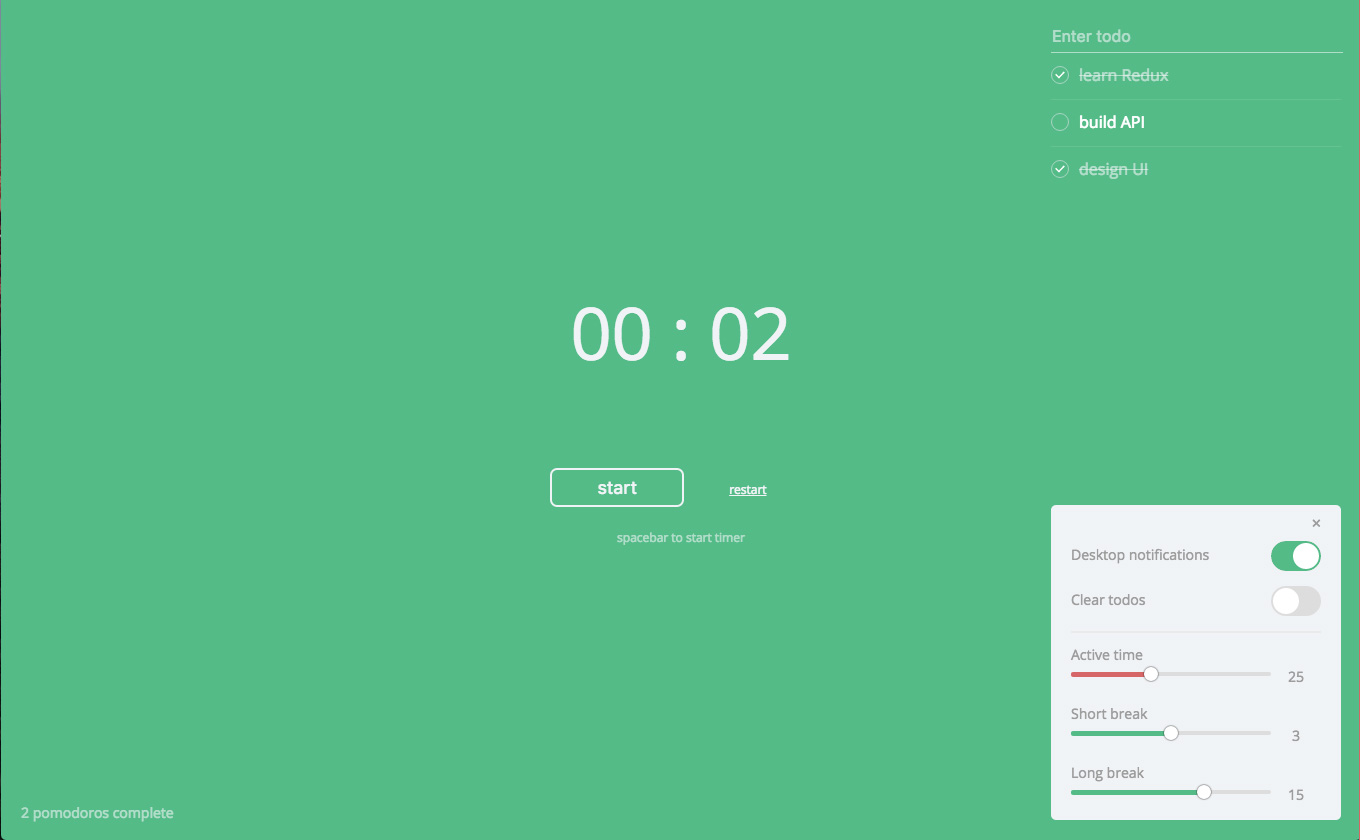 Enter todo
learn Redux
build API
design UI
00 : 02
start
restart
spacebar to start timer
×
Desktop notifications
Clear todos
Active time
25
Short break
3
Long break
15
2 pomodoros complete